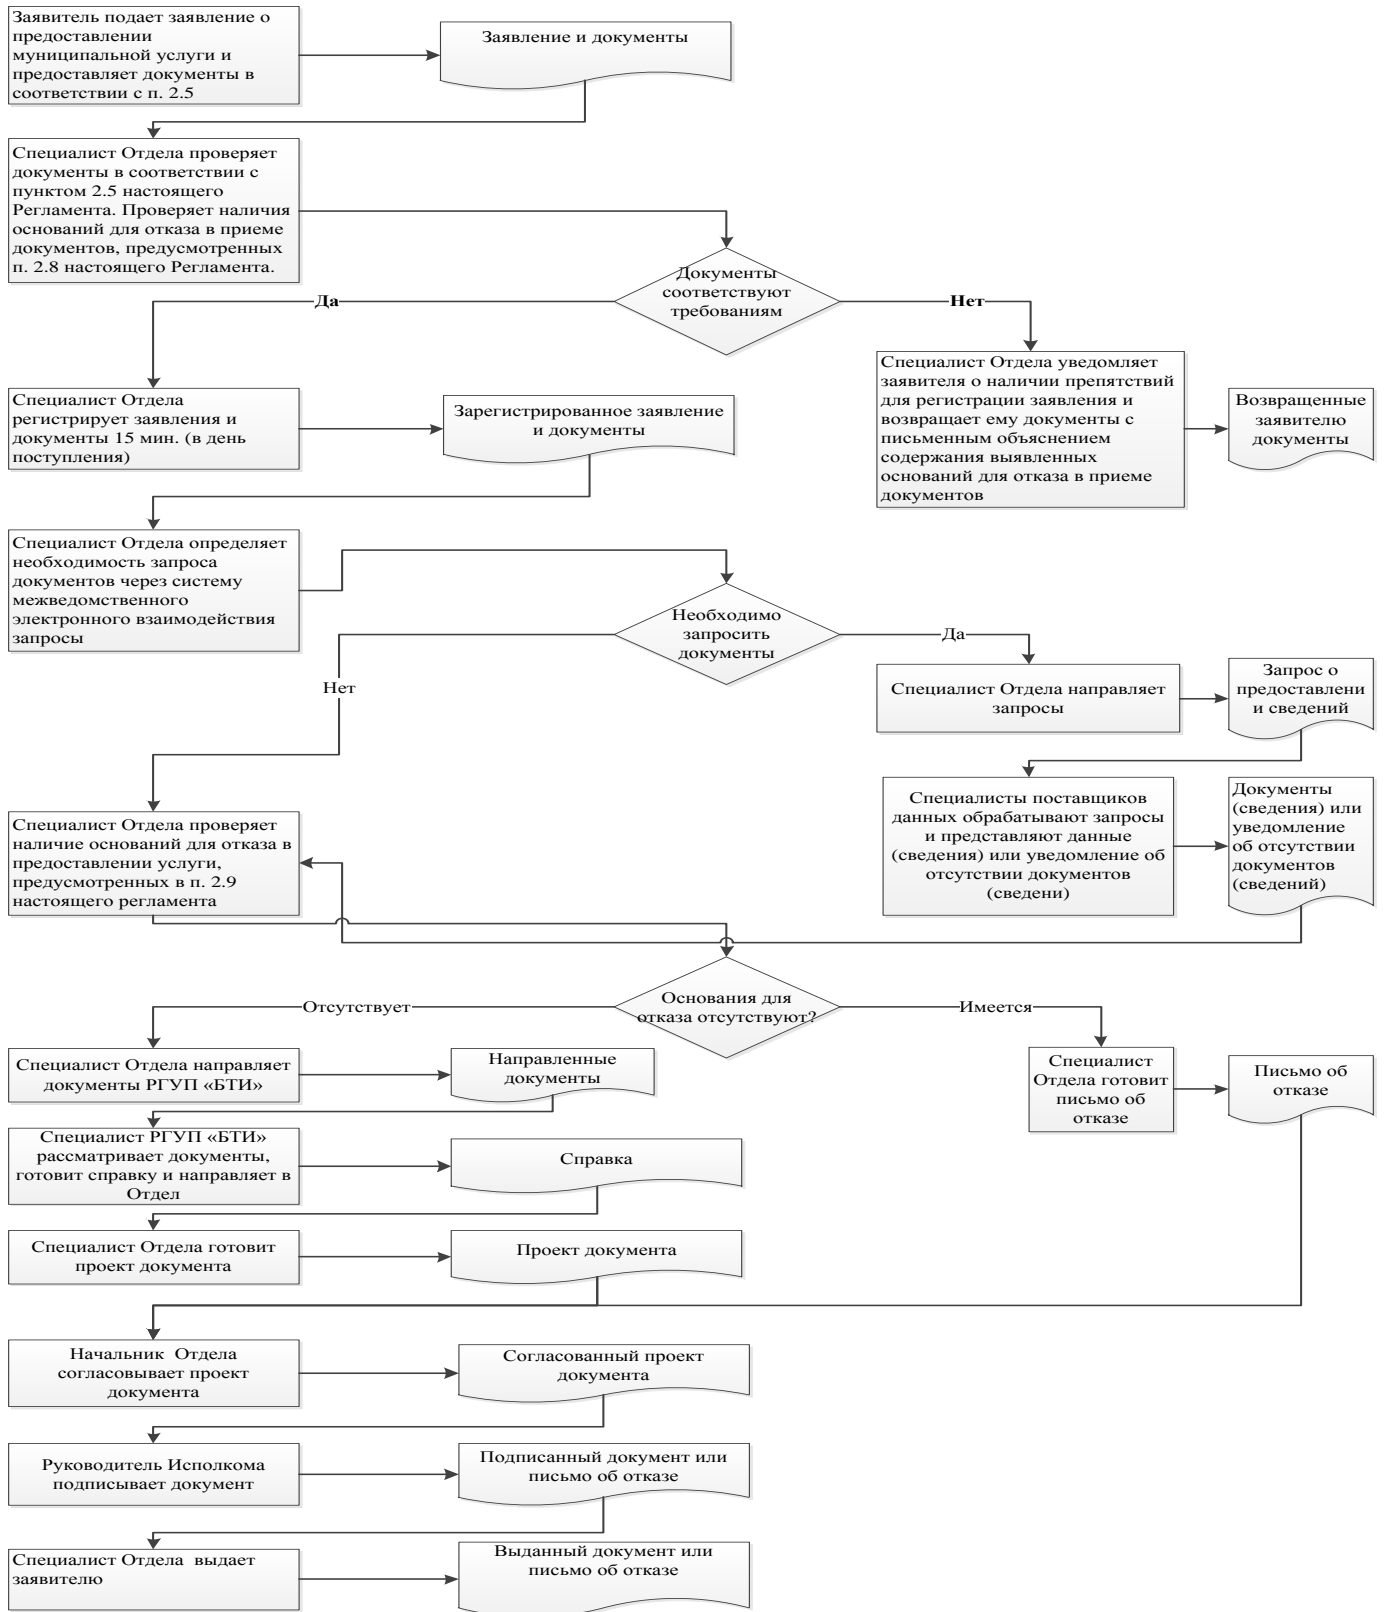 Заявитель подает заявление о
предоставлении
муниципальной услуги и
предоставляет документы в
соответствии с п. 2.5
Заявление и документы
Специалист Отдела проверяет
документы в соответствии с
пунктом 2.5 настоящего
Регламента. Проверяет наличия
оснований для отказа в приеме
документов, предусмотренных
п. 2.8 настоящего Регламента.
Документы
соответствуют
требованиям
Да
Нет
Специалист Отдела
регистрирует заявления и
документы 15 мин. (в день
поступления)
Зарегистрированное заявление
и документы
Специалист Отдела уведомляет
заявителя о наличии препятствий
для регистрации заявления и
возвращает ему документы с
письменным объяснением
содержания выявленных
оснований для отказа в приеме
документов
Возвращенные
заявителю
документы
Специалист Отдела определяет
необходимость запроса
документов через систему
межведомственного
электронного взаимодействия
запросы
Необходимо
запросить
документы
Да
Нет
Специалист Отдела направляет
запросы
Запрос о
предоставлени
и сведений
Специалисты поставщиков
данных обрабатывают запросы
и представляют данные
(сведения) или уведомление об
отсутствии документов
(сведени)
Документы
(сведения) или
уведомление
об отсутствии
документов
(сведений)
Специалист Отдела проверяет
наличие оснований для отказа в
предоставлении услуги,
предусмотренных в п. 2.9
настоящего регламента
Основания для
отказа отсутствуют?
Отсутствует
Имеется
Специалист Отдела направляет
документы РГУП «БТИ»
Направленные
документы
Специалист
Отдела готовит
письмо об
отказе
Письмо об
отказе
Специалист РГУП «БТИ»
рассматривает документы,
готовит справку и направляет в
Отдел
Справка
Специалист Отдела готовит
проект документа
Проект документа
Начальник  Отдела
согласовывает проект
документа
Согласованный проект
документа
Руководитель Исполкома
подписывает документ
Подписанный документ или
письмо об отказе
Специалист Отдела  выдает
заявителю
Выданный документ или
письмо об отказе